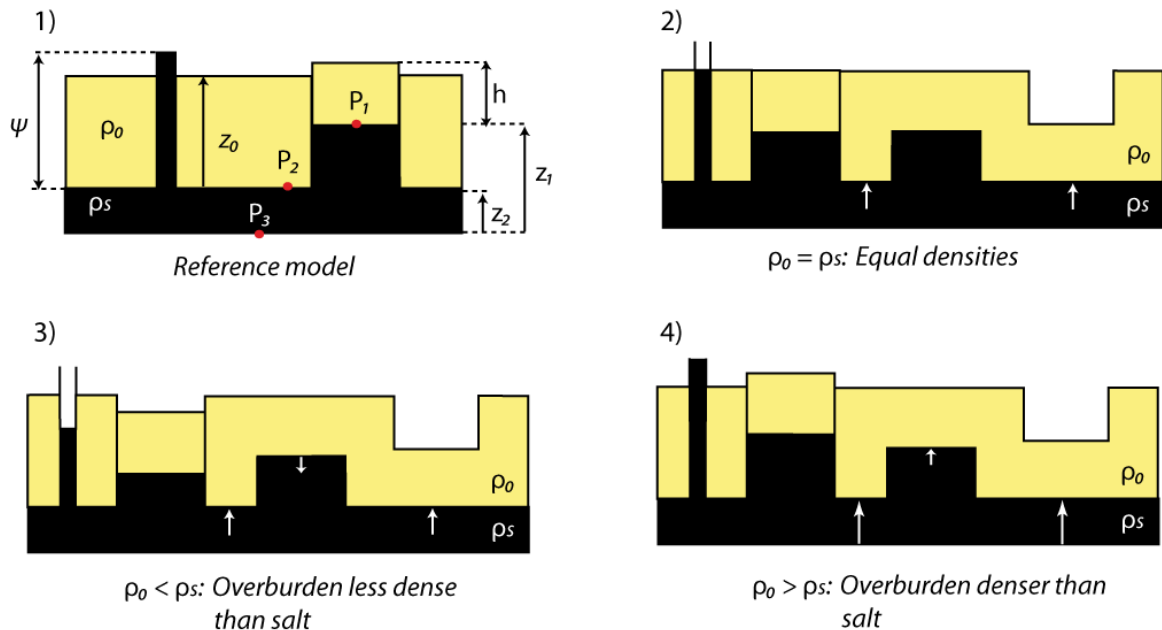 1)
ψ
ρ₀
z₀
P₁
P₂
h
z₁
z₂
ρs
P₃
Reference model
2)
ρ₀
ρs
ρ₀ = ρs: Equal densities
3)
ρ₀
ρs
ρ₀ < ρs: Overburden less dense
than salt
4)
ρ₀
ρs
ρ₀ > ρs: Overburden denser than
salt